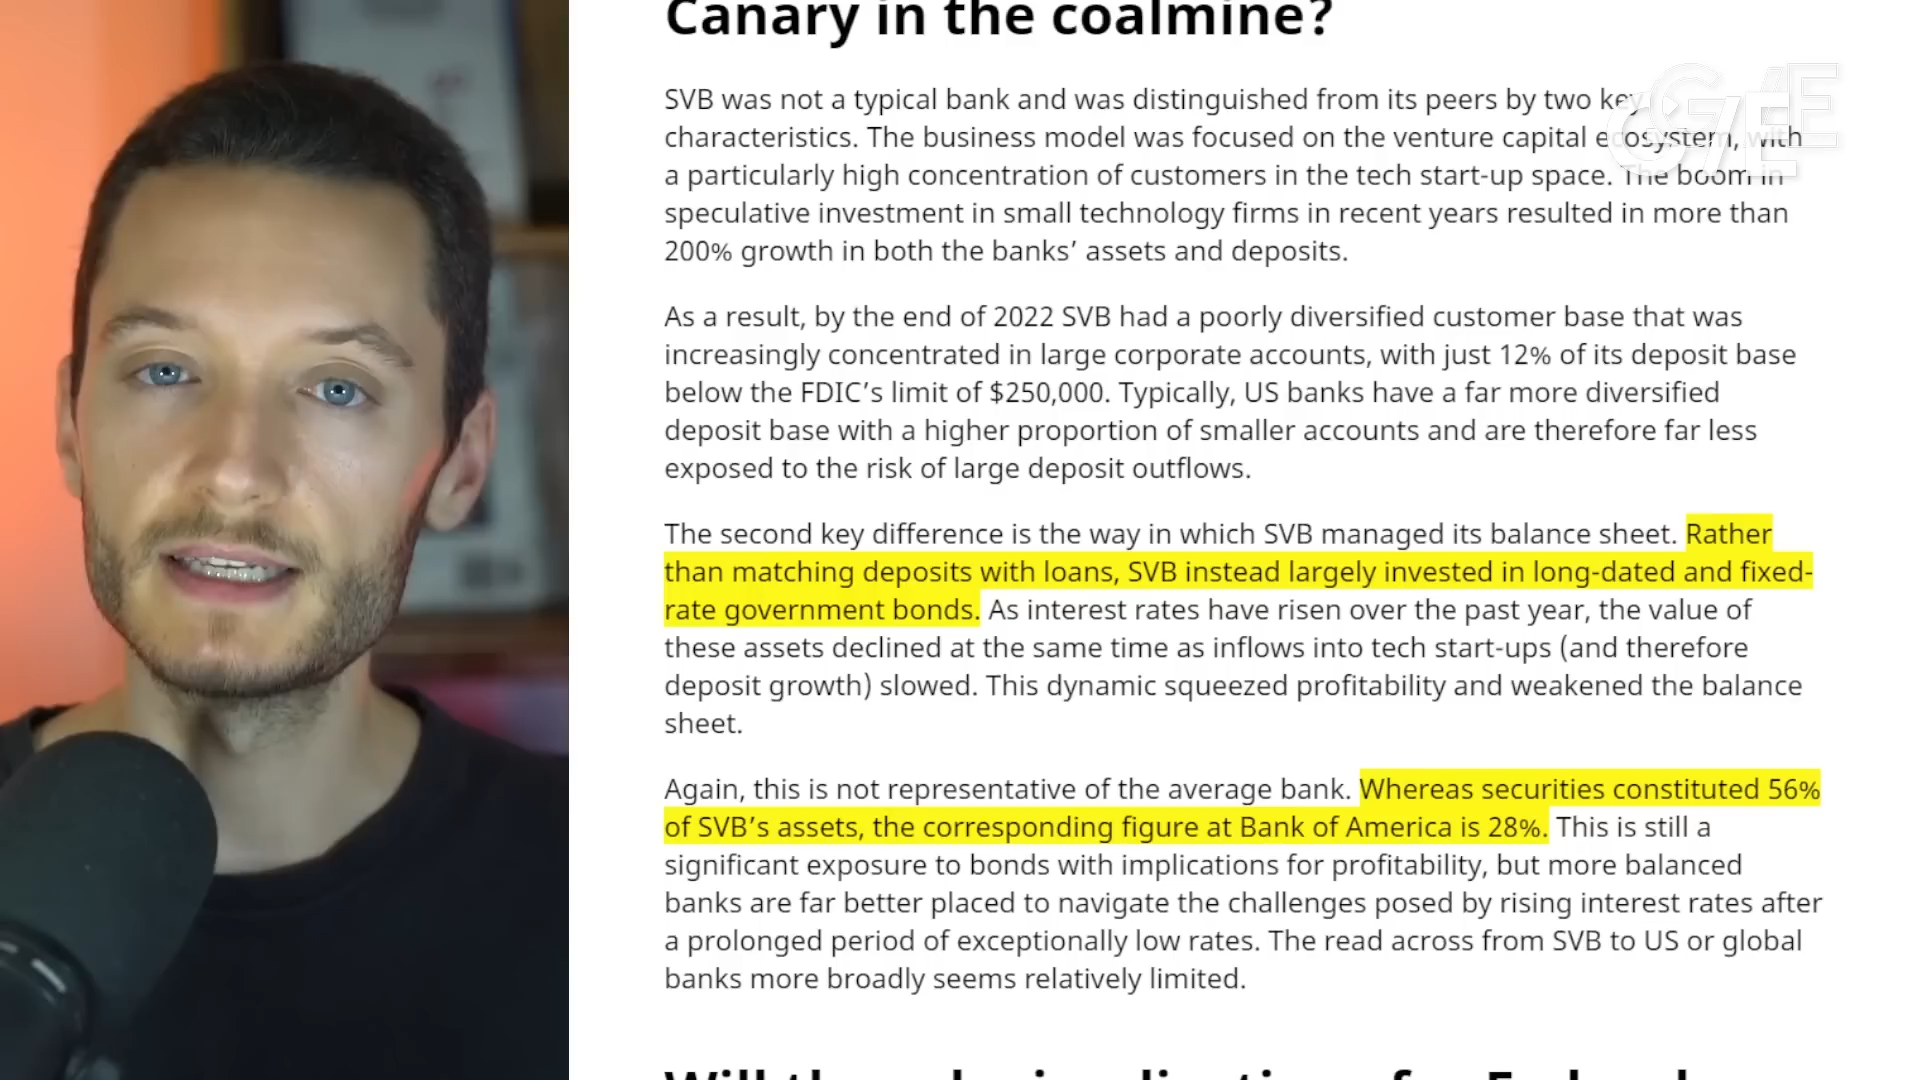 Canary in the coalmine?
SVB was not a typical bank and was distinguished from its peers by two key
characteristics. The business model was focused on the venture capital ecosystem, with
a particularly high concentration of customers in the tech start-up space. The boom in
speculative investment in small technology firms in recent years resulted in more than
200% growth in both the banks’ assets and deposits.
As a result, by the end of 2022 SVB had a poorly diversified customer base that was
increasingly concentrated in large corporate accounts, with just 12% of its deposit base
below the FDIC’s limit of $250,000. Typically, US banks have a far more diversified
deposit base with a higher proportion of smaller accounts and are therefore far less
exposed to the risk of large deposit outflows.
The second key difference is the way in which SVB managed its balance sheet. Rather
than matching deposits with loans, SVB instead largely invested in long-dated and fixed-
rate government bonds. As interest rates have risen over the past year, the value of
these assets declined at the same time as inflows into tech start-ups (and therefore
deposit growth) slowed. This dynamic squeezed profitability and weakened the balance
sheet.
Again, this is not representative of the average bank. Whereas securities constituted 56%
of SVB’s assets, the corresponding figure at Bank of America is 28%. This is still a
significant exposure to bonds with implications for profitability, but more balanced
banks are far better placed to navigate the challenges posed by rising interest rates after
a prolonged period of exceptionally low rates. The read across from SVB to US or global
banks more broadly seems relatively limited.